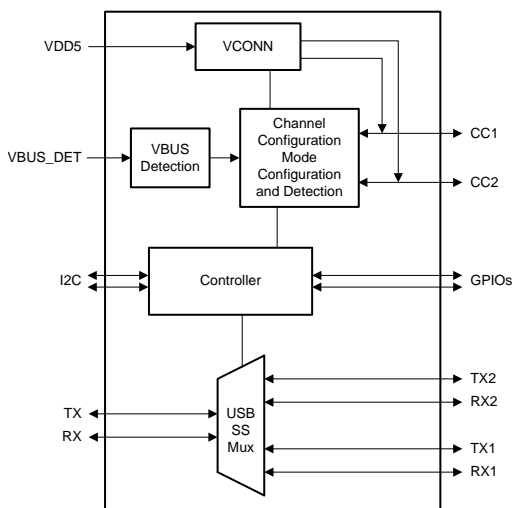 VDD5
VCONN
Channel
Configuration
Mode
Configuration
and Detection
CC1
VBUS_DET
VBUS
Detection
CC2
I2C
Controller
GPIOs
TX2
RX2
TX
RX
USB
SS
Mux
TX1
RX1